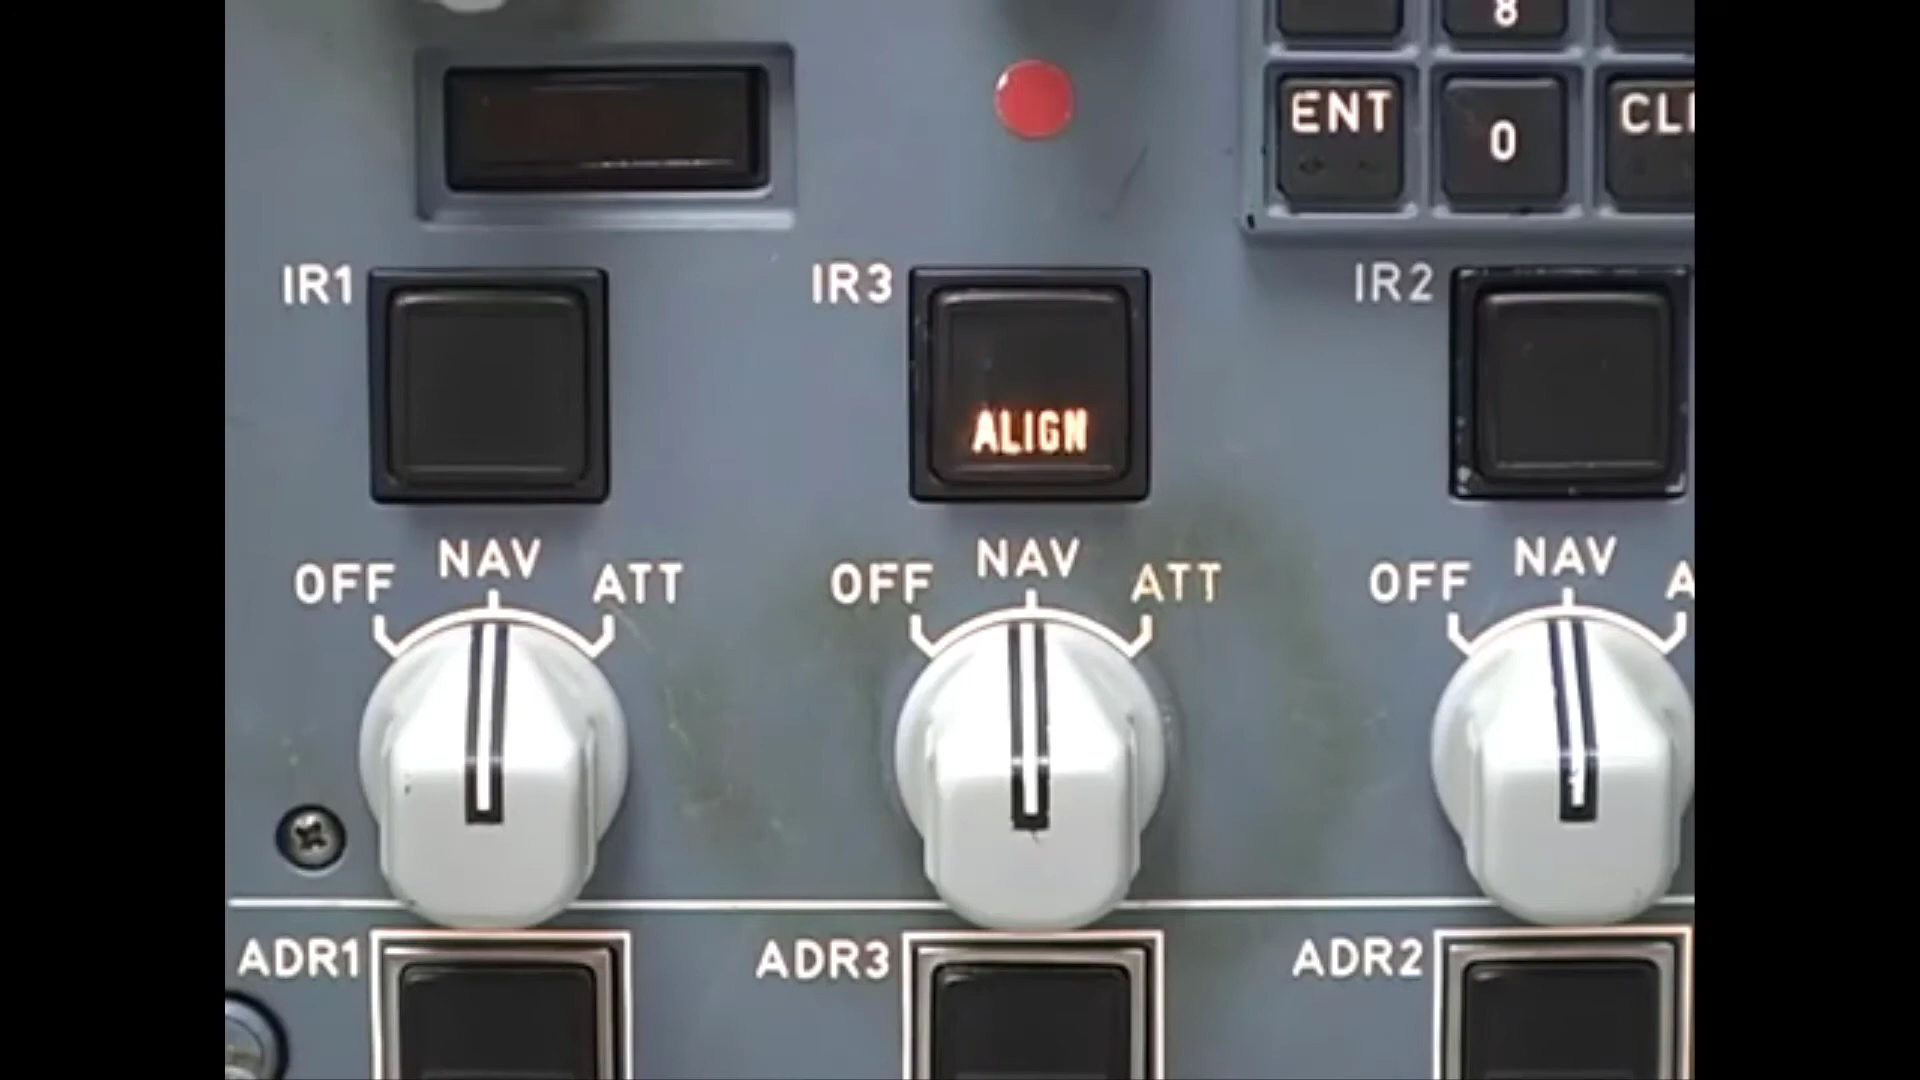 8
ENT 0
IR1 IR3 IR2
ALIGN
OFF NAV ATT OFF NAV ATT OFF NAV
ADR1 ADR3 ADR2